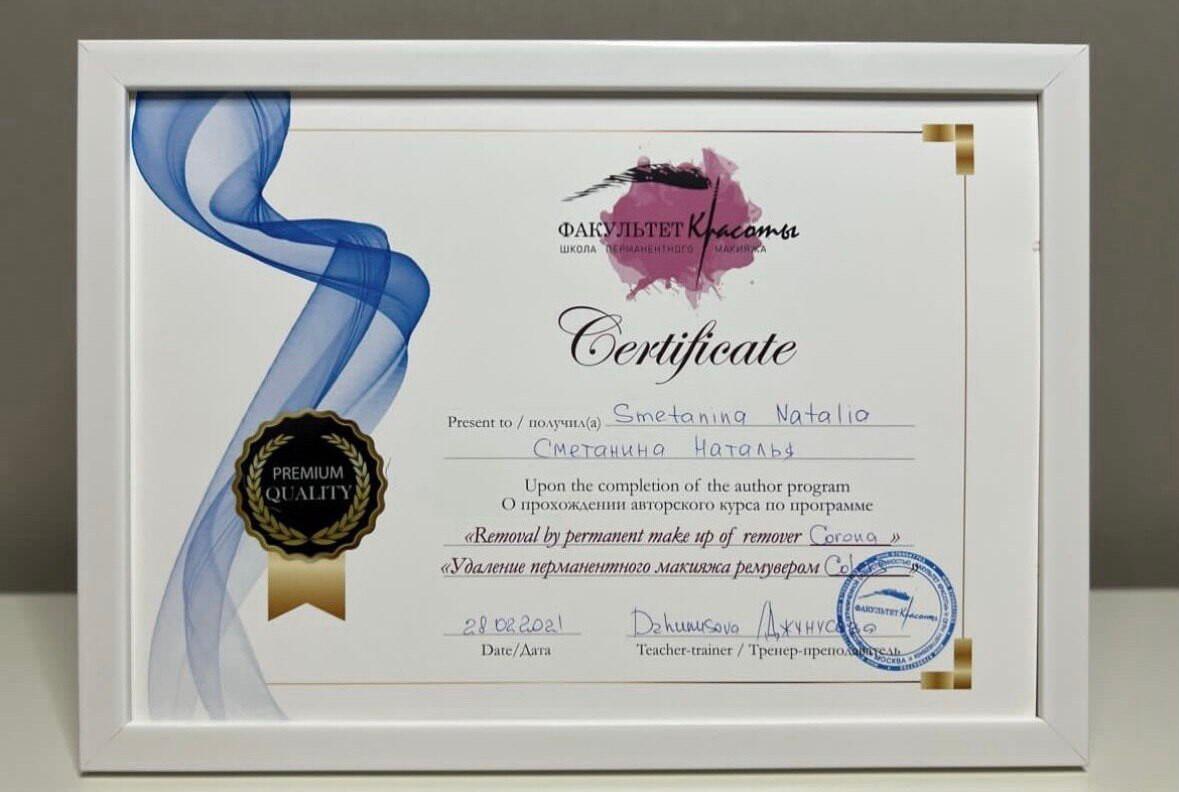 ФАКУЛЬТЕТ Красоты
ШКОЛА ПЕРМАНЕНТНОГО МАКИЯЖА
Certificate
Present to / получил(а) Smetanina Natalia
Сметанина Наталья
Upon the completion of the author program
О прохождении авторского курса по программе
«Removal by permanent make up of remover Corona »
«Удаление перманентного макияжа ремувером »
PREMIUM
QUALITY
28 02 2021
Dzhunusova / Джунусова
Date/Дата
Teacher-trainer / Тренер-преподаватель
ФАКУЛЬТЕТ Красоты
МОСКВА